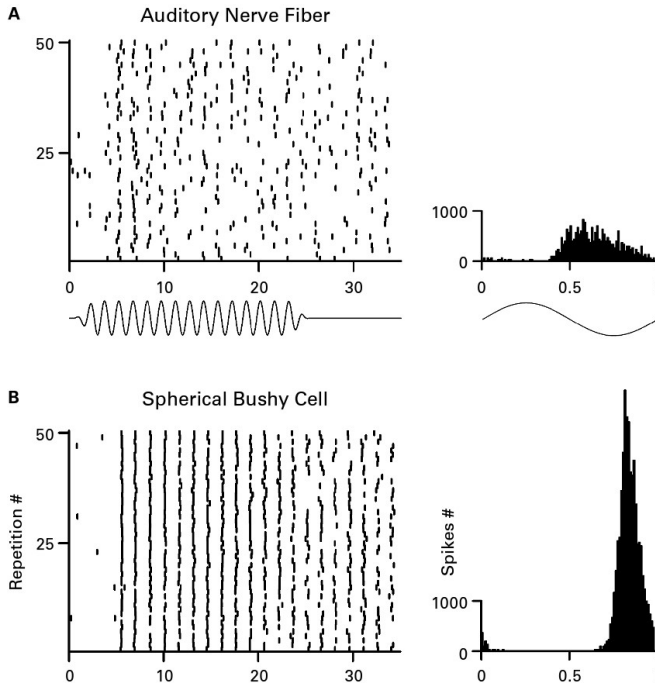 A
Auditory Nerve Fiber
50
25
0 10 20 30
1000
0
0 0.5
B
Spherical Bushy Cell
50
25
Repetition #
0 10 20 30
Spikes #
1000
0
0 0.5